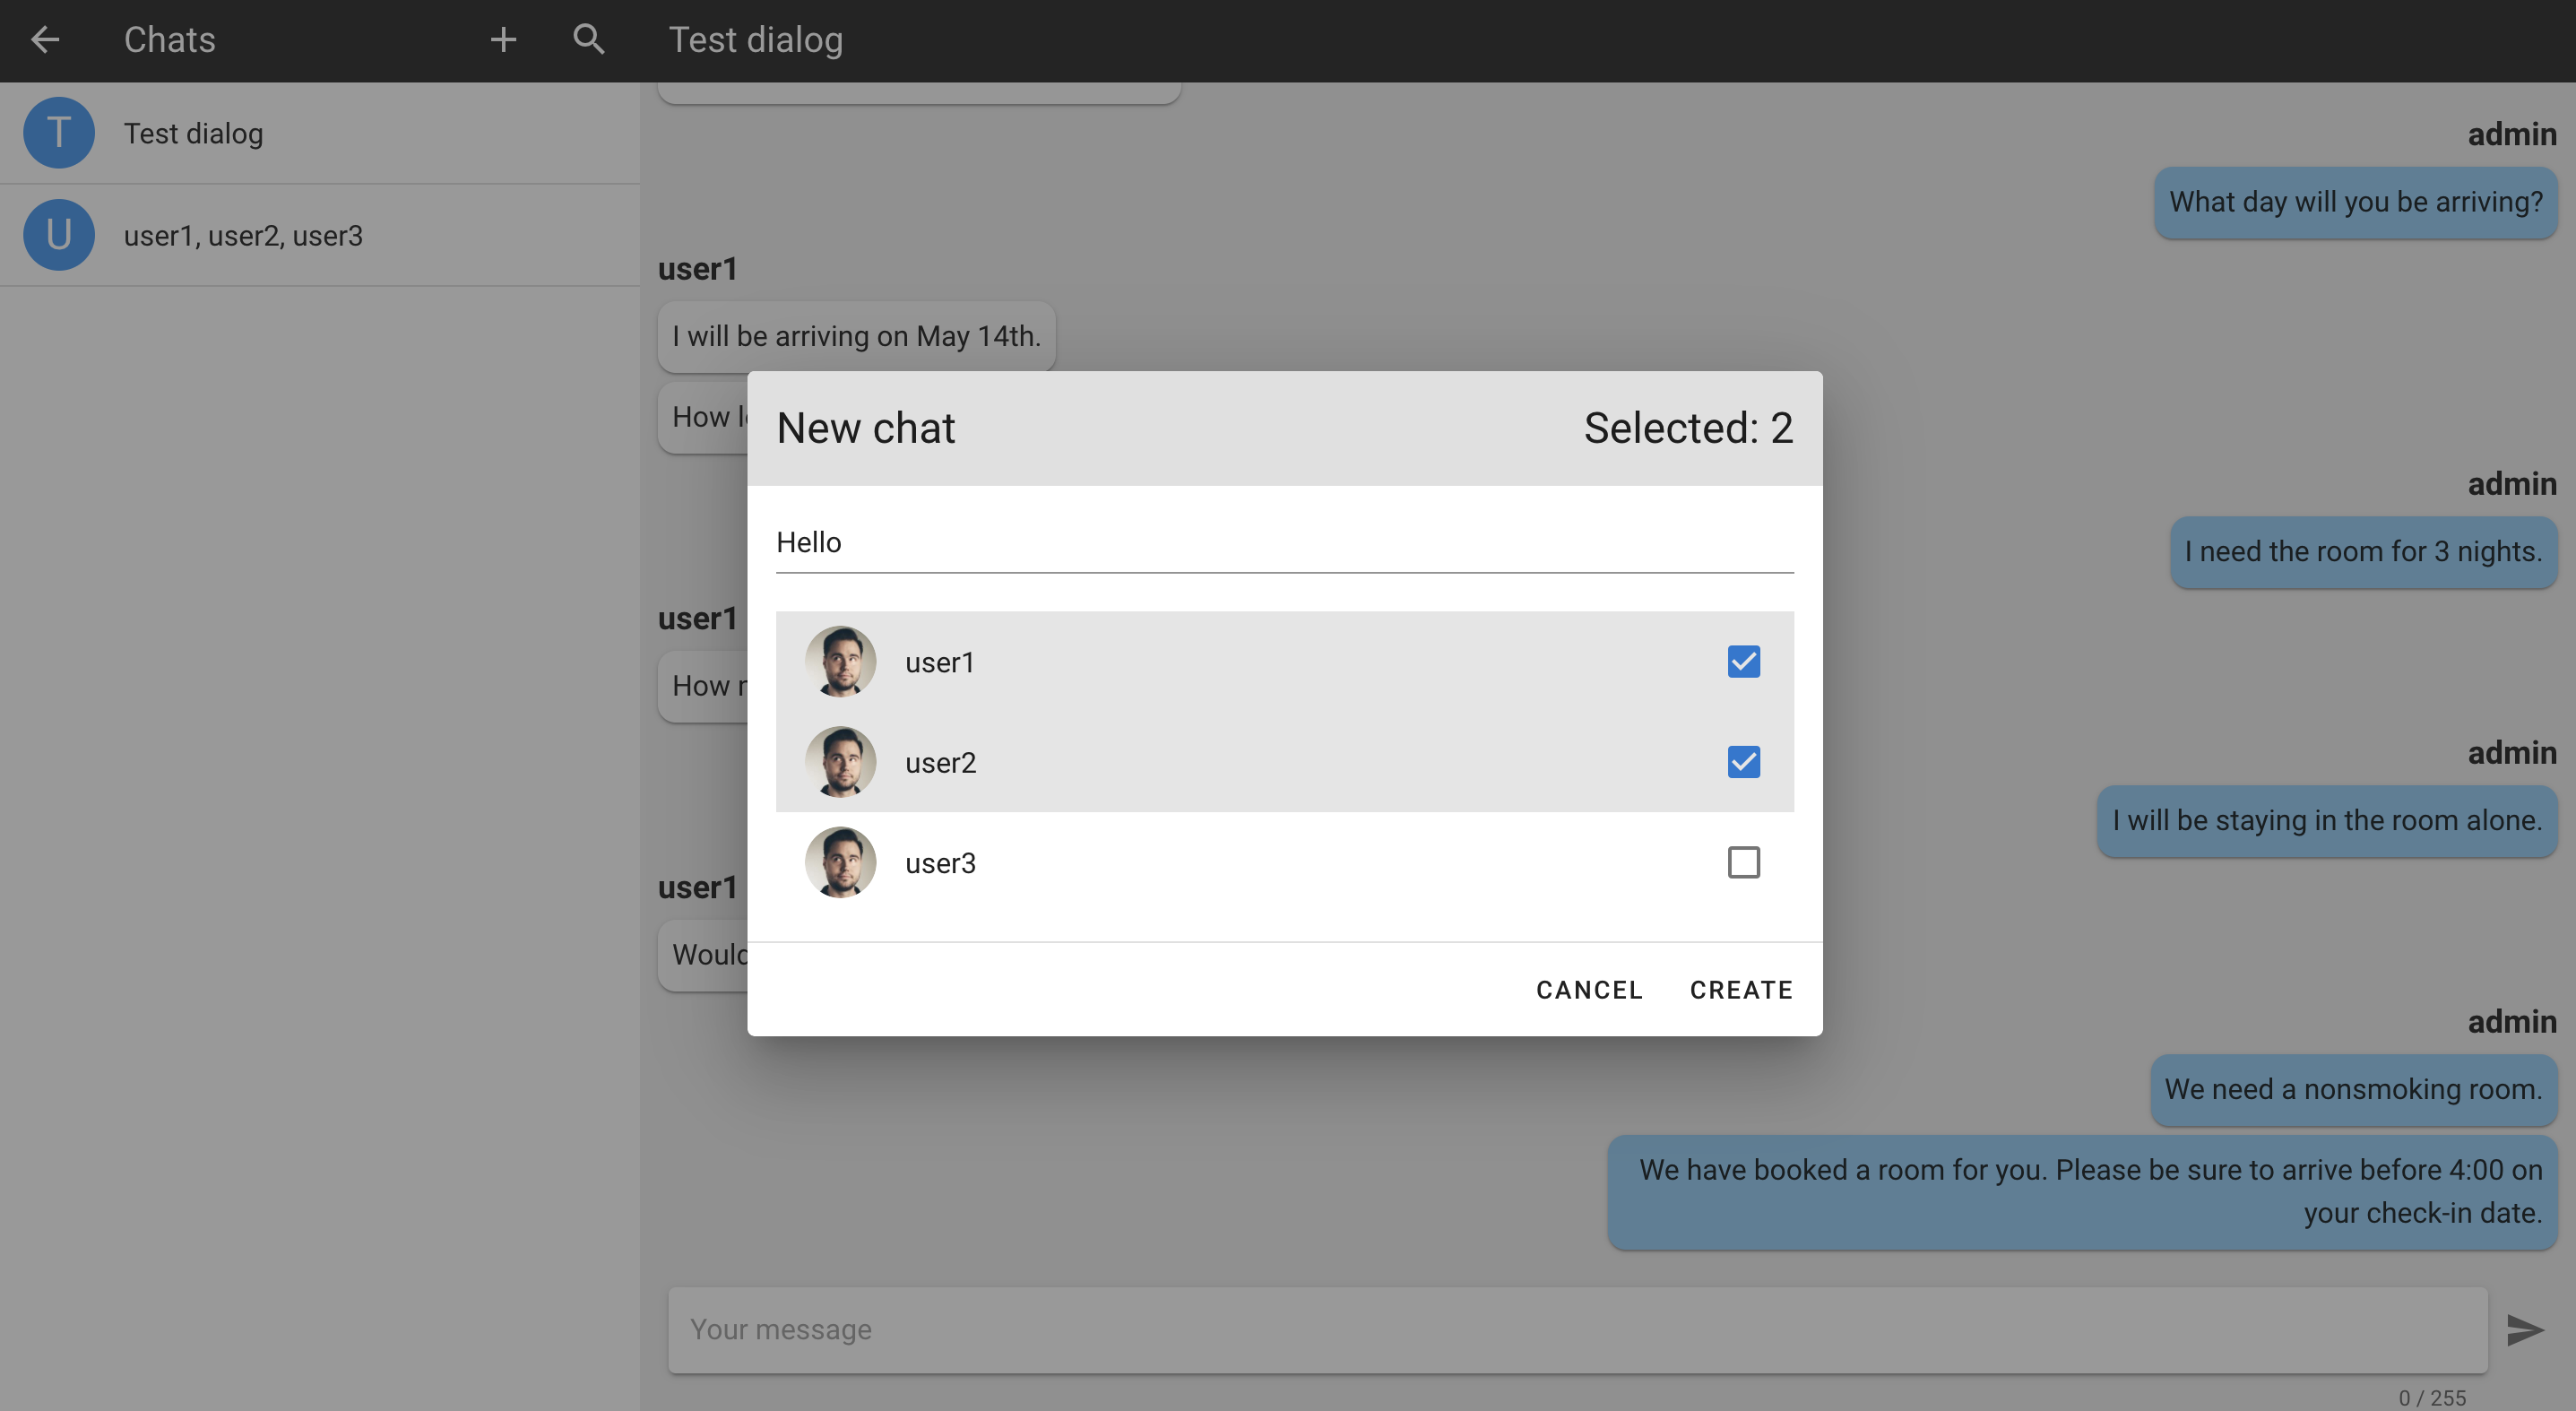 Chats
Test dialog
T
Test dialog
U
user1, user2, user3
admin
What day will you be arriving?
user1
I will be arriving on May 14th.
How
admin
I need the room for 3 nights.
user1
How
admin
I will be staying in the room alone.
user1
admin
We need a nonsmoking room.
We have booked a room for you. Please be sure to arrive before 4:00 on
your check-in date.
Your message
0 / 255
New chat
Selected: 2
Hello
user1
user2
user3
CANCEL
CREATE